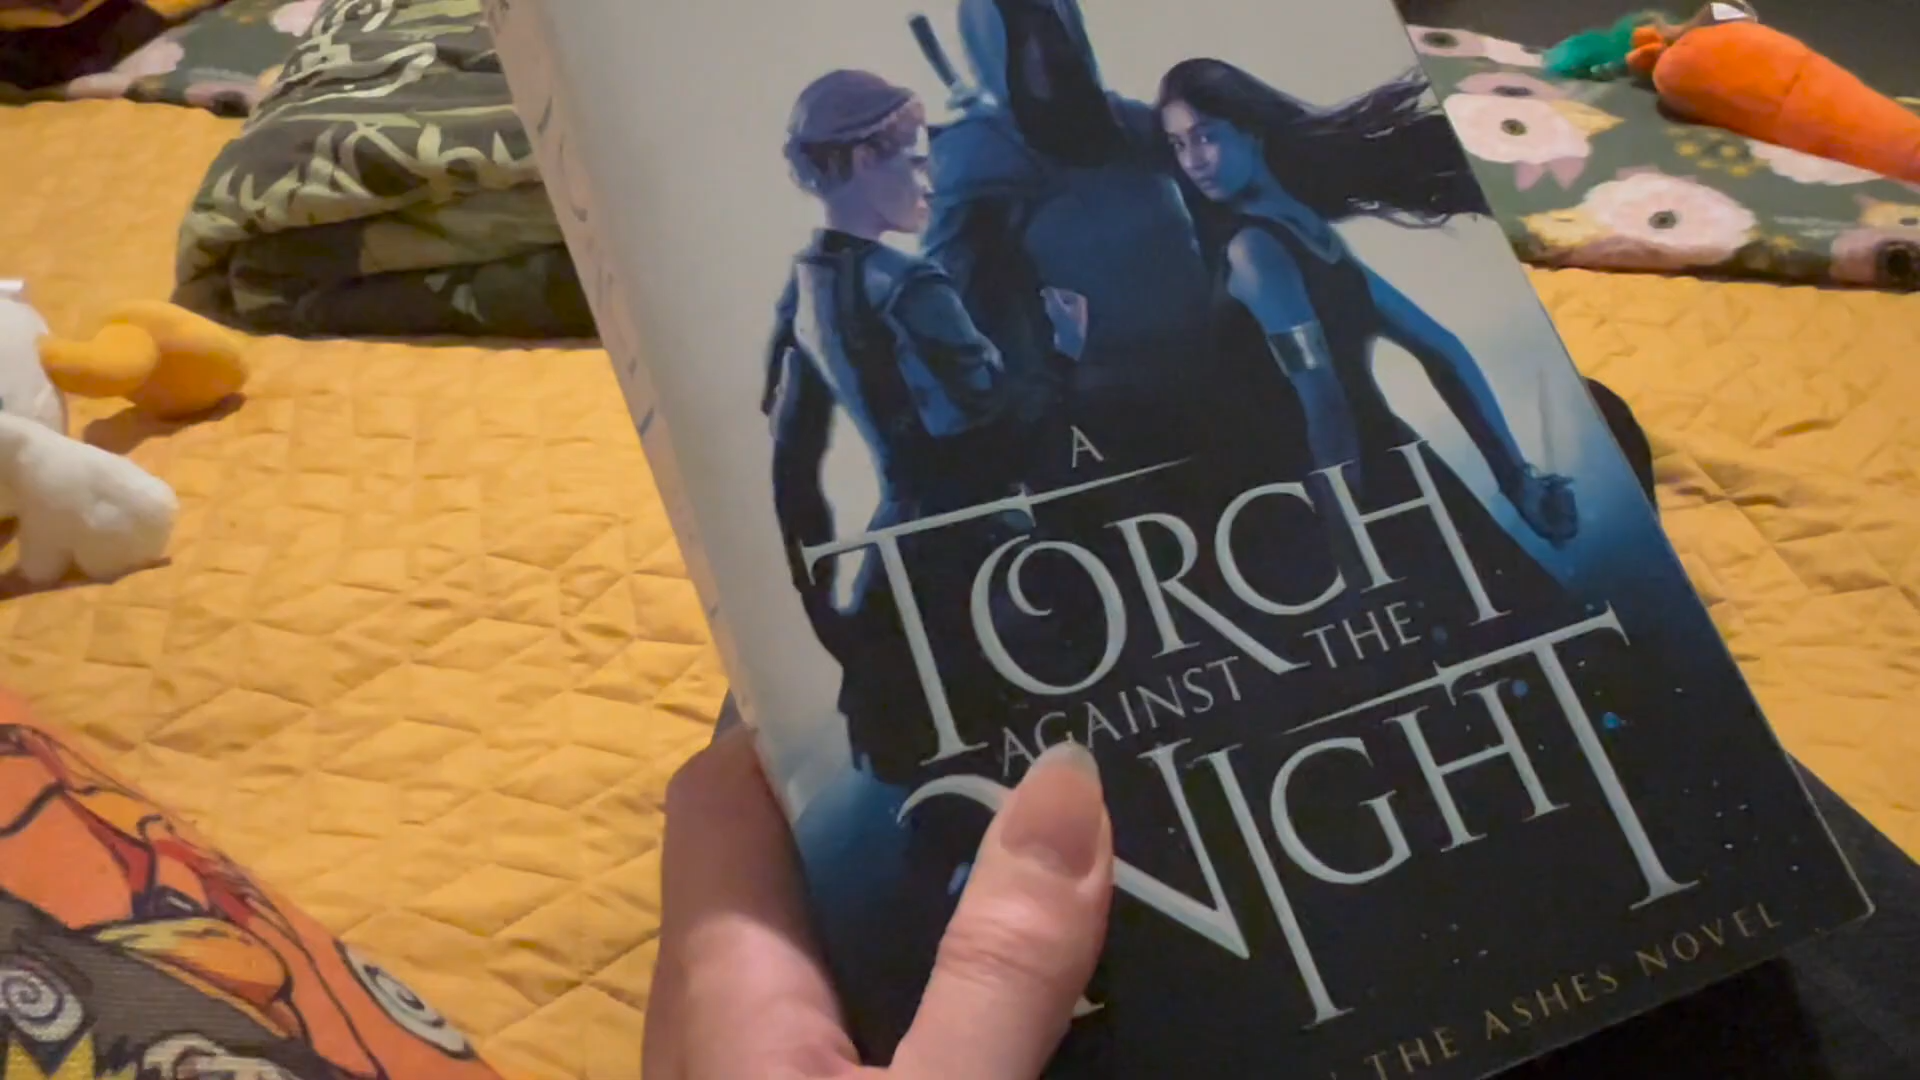 A
TORCH
AGAINST THE
NIGHT
THE ASHES NOVEL